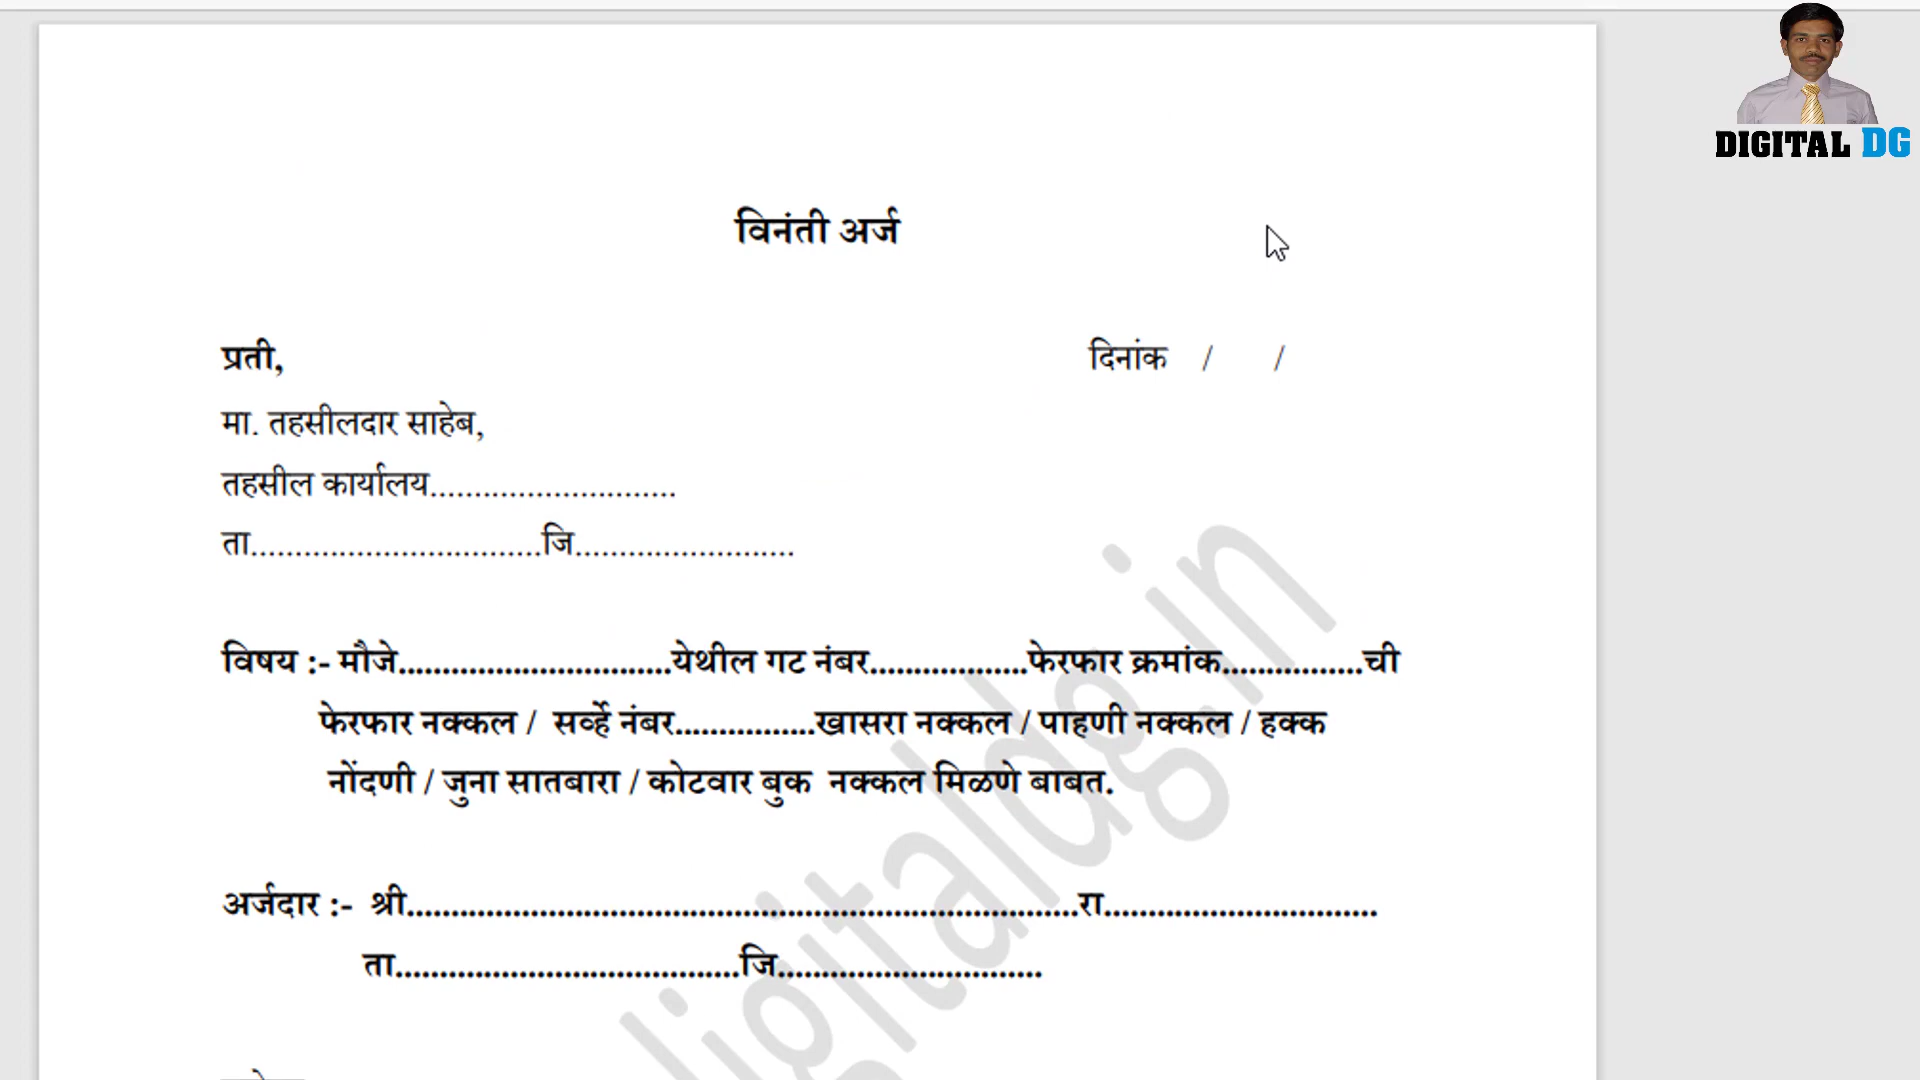 DIGITAL DG
विनंती अर्ज
प्रती, दिनांक / /
मा. तहसीलदार साहेब,
तहसील कार्यालय............................
ता.................................जि.........................
विषय :- मौजे...............................येथील गट नंबर..................फेरफार क्रमांक................ची
फेरफार नक्कल / सर्व्हे नंबर................खासरा नक्कल / पाहणी नक्कल / हक्क
नोंदणी / जुना सातबारा / कोटवार बुक नक्कल मिळणे बाबत.
अर्जदार :- श्री............................................................................रा...............................
ता.......................................जि..............................
digitaldg.in